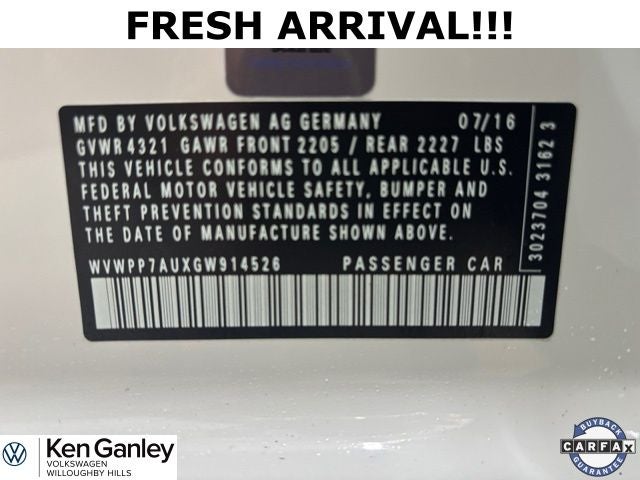 FRESH ARRIVAL!!!
MFD BY VOLKSWAGEN AG GERMANY 07/16
GVWR 4321 GAWR FRONT 2205 / REAR 2227 LBS
THIS VEHICLE CONFORMS TO ALL APPLICABLE U.S.
FEDERAL MOTOR VEHICLE SAFETY, BUMPER AND
THEFT PREVENTION STANDARDS IN EFFECT ON
THE DATE OF MANUFACTURE SHOWN ABOVE.
WVWPP7AUXGW914526 PASSENGER CAR
3023704 3162 3
Ken Ganley
VOLKSWAGEN
WILLOUGHBY HILLS
BUYBACK
CARFAX
GUARANTEE